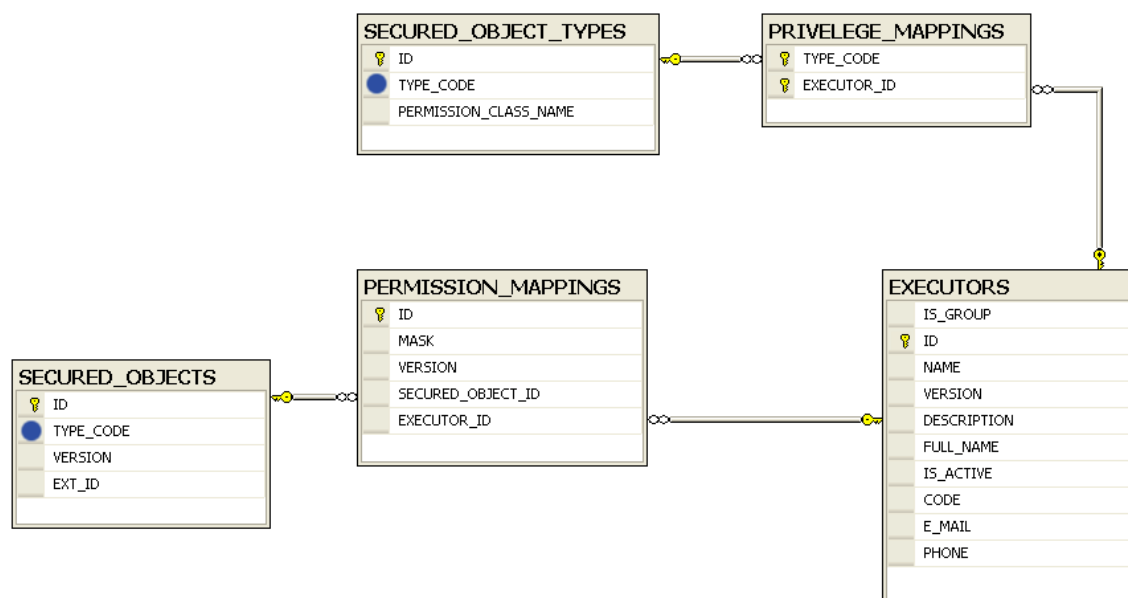 SECURED_OBJECT_TYPES
ID
TYPE_CODE
PERMISSION_CLASS_NAME
PRIVELEGE_MAPPINGS
TYPE_CODE
EXECUTOR_ID
SECURED_OBJECTS
ID
TYPE_CODE
VERSION
EXT_ID
PERMISSION_MAPPINGS
ID
MASK
VERSION
SECURED_OBJECT_ID
EXECUTOR_ID
EXECUTORS
IS_GROUP
ID
NAME
VERSION
DESCRIPTION
FULL_NAME
IS_ACTIVE
CODE
E_MAIL
PHONE